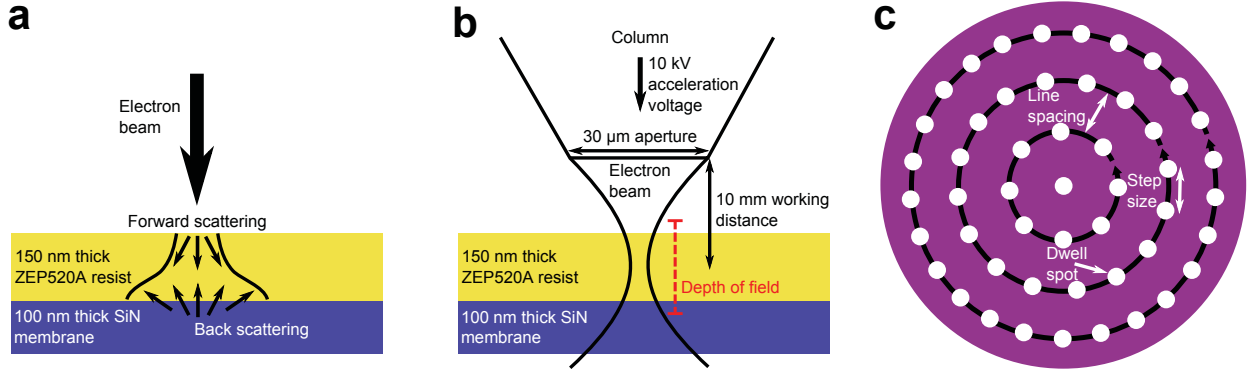 a
Electron
beam
Forward scattering
150 nm thick
ZEP520A resist
100 nm thick SiN
membrane
Back scattering
b
Column
10 kV
acceleration
voltage
30 µm aperture
Electron
beam
10 mm working
distance
150 nm thick
ZEP520A resist
Depth of field
100 nm thick SiN
membrane
c
Line
spacing
Step
size
Dwell
spot